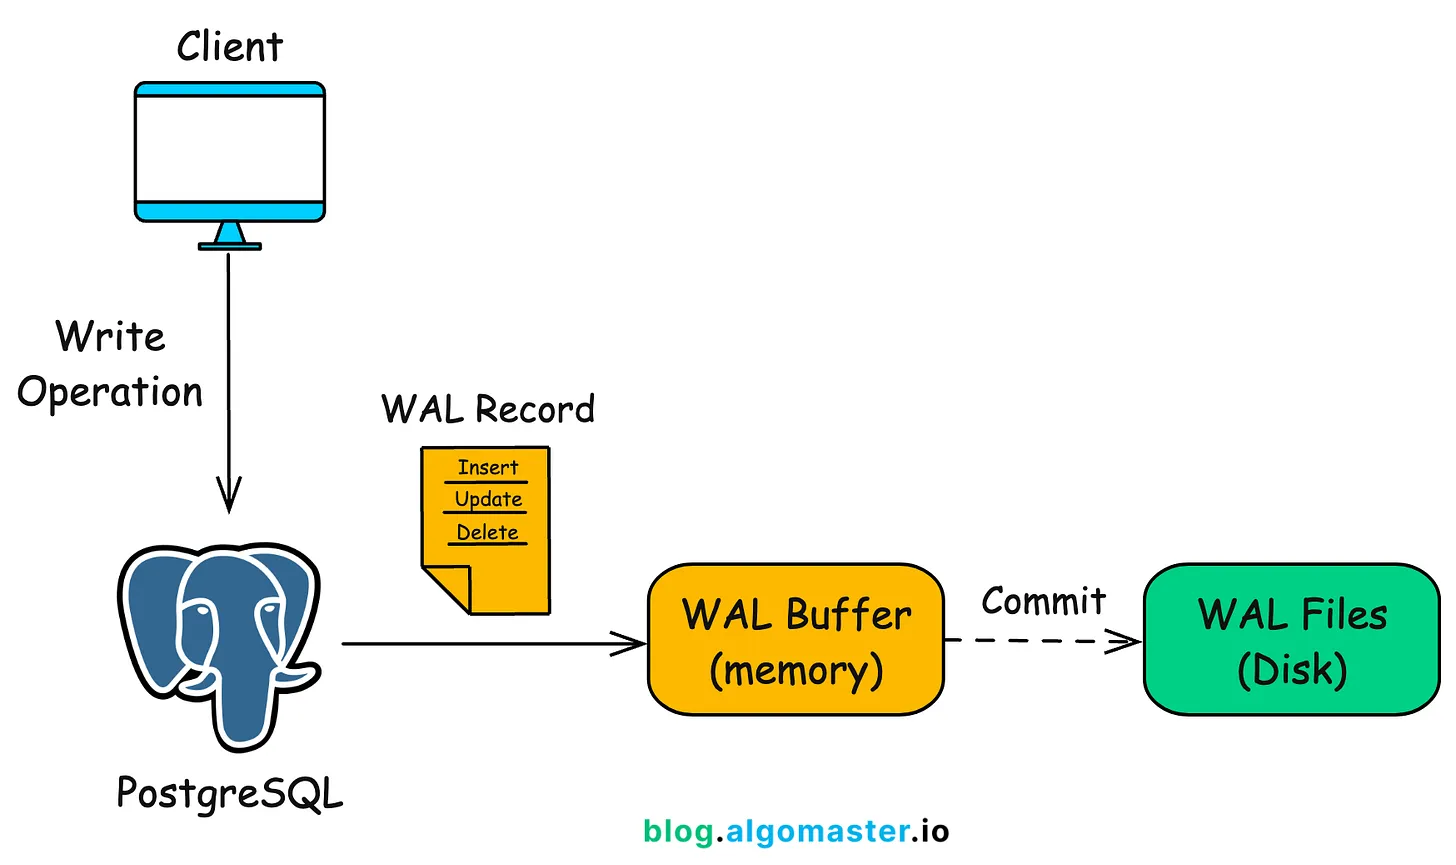 Client
Write
Operation
WAL Record
Insert
Update
Delete
WAL Buffer
(memory)
Commit
WAL Files
(Disk)
PostgreSQL
blog.algomaster.io